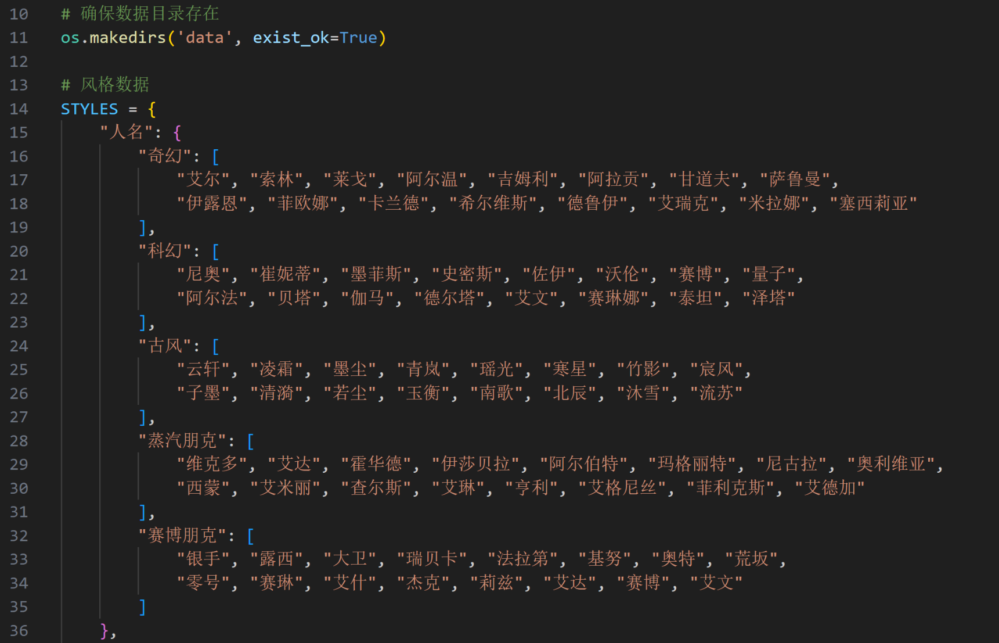 10 # 确保数据目录存在
11 os.makedirs('data', exist_ok=True)
12
13 # 风格数据
14 STYLES = {
15 "人名": {
16 "奇幻": [
17 "艾尔", "索林", "莱戈", "阿尔温", "吉姆利", "阿拉贡", "甘道夫", "萨鲁曼",
18 "伊露恩", "菲欧娜", "卡兰德", "希尔维斯", "德鲁伊", "艾瑞克", "米拉娜", "塞西莉亚"
19 ],
20 "科幻": [
21 "尼奥", "崔妮蒂", "墨菲斯", "史密斯", "佐伊", "沃伦", "赛博", "量子",
22 "阿尔法", "贝塔", "伽马", "德尔塔", "艾文", "赛琳娜", "泰坦", "泽塔"
23 ],
24 "古风": [
25 "云轩", "凌霜", "墨尘", "青岚", "瑶光", "寒星", "竹影", "宸风",
26 "子墨", "清漪", "若尘", "玉衡", "南歌", "北辰", "沐雪", "流苏"
27 ],
28 "蒸汽朋克": [
29 "维克多", "艾达", "霍华德", "伊莎贝拉", "阿尔伯特", "玛格丽特", "尼古拉", "奥利维亚",
30 "西蒙", "艾米丽", "查尔斯", "艾琳", "亨利", "艾格尼丝", "菲利克斯", "艾德加"
31 ],
32 "赛博朋克": [
33 "银手", "露西", "大卫", "瑞贝卡", "法拉第", "基努", "奥特", "荒坂",
34 "零号", "赛琳", "艾什", "杰克", "莉兹", "艾达", "赛博", "艾文"
35 ]
36 },